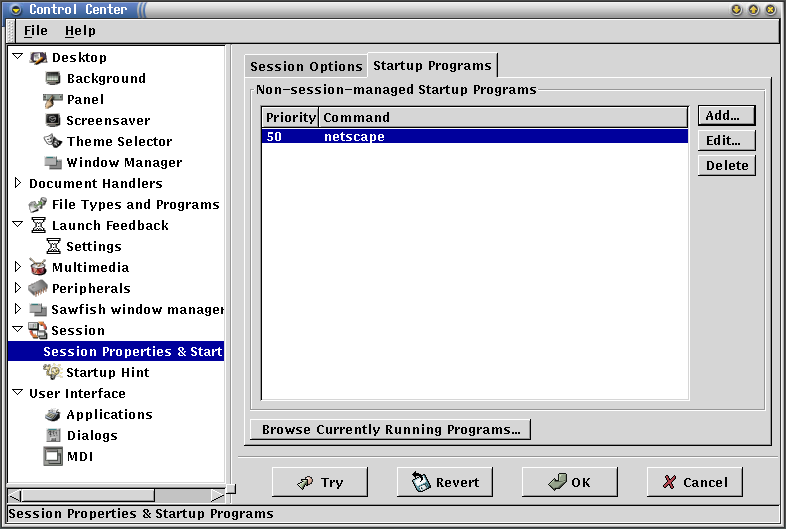 Control Center
File Help
Desktop
Background
Panel
Screensaver
Theme Selector
Window Manager
Document Handlers
File Types and Programs
Launch Feedback
Settings
Multimedia
Peripherals
Sawfish window manager
Session
Session Properties & Start
Startup Hint
User Interface
Applications
Dialogs
MDI
Session Options Startup Programs
Non-session-managed Startup Programs
Priority Command
50 netscape
Add...
Edit...
Delete
Browse Currently Running Programs...
Try Revert OK Cancel
Session Properties & Startup Programs